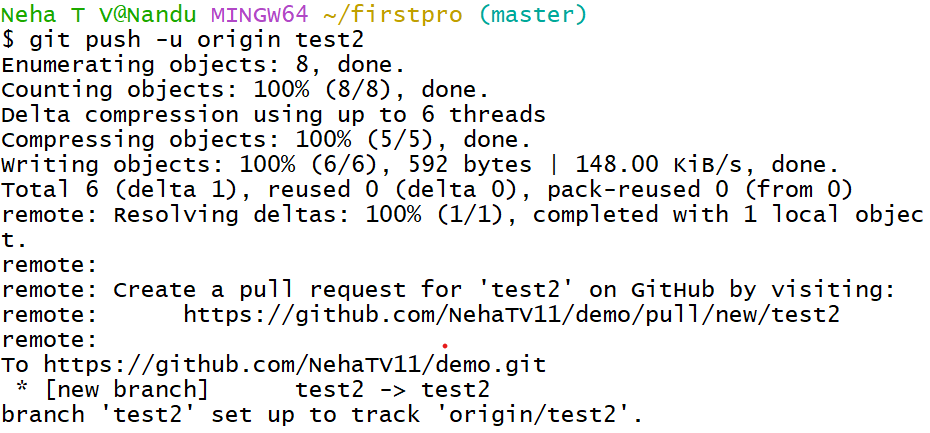 Neha T V@Nandu MINGW64 ~/firstpro (master)
$ git push -u origin test2
Enumerating objects: 8, done.
Counting objects: 100% (8/8), done.
Delta compression using up to 6 threads
Compressing objects: 100% (5/5), done.
Writing objects: 100% (6/6), 592 bytes | 148.00 KiB/s, done.
Total 6 (delta 1), reused 0 (delta 0), pack-reused 0 (from 0)
remote: Resolving deltas: 100% (1/1), completed with 1 local objec
t.
remote:
remote: Create a pull request for 'test2' on GitHub by visiting:
remote:      https://github.com/NehaTV11/demo/pull/new/test2
remote:
To https://github.com/NehaTV11/demo.git
 * [new branch]      test2 -> test2
branch 'test2' set up to track 'origin/test2'.